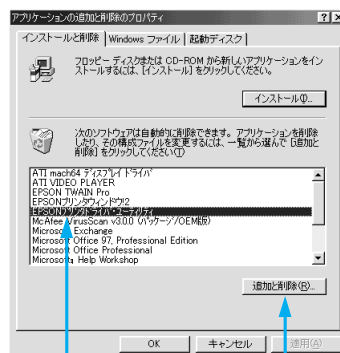 アプリケーションの追加と削除のプロパティ
インストールと削除
Windows ファイル
起動ディスク
フロッピー ディスクまたは CD-ROM から新しいアプリケーションをイン
ストールするには、[インストール] をクリックしてください。
インストール(I)...
次のソフトウェアは自動的に削除できます。アプリケーションを削除
したり、その構成ファイルを変更するには、一覧から選んで [追加と
削除] をクリックしてください(T)
ATI mach64 ディスプレイ ドライバ
ATI VIDEO PLAYER
EPSON TWAIN Pro
EPSONプリンタウィンドウ!2
EPSONプリンタドライバ・ユーティリティ
McAfee VirusScan v3.0.0 (パッケージ/OEM版)
Microsoft Exchange
Microsoft Office 97, Professional Edition
Microsoft Office Professional
Microsoft Help Workshop
追加と削除(R)...
OK
キャンセル
適用(A)